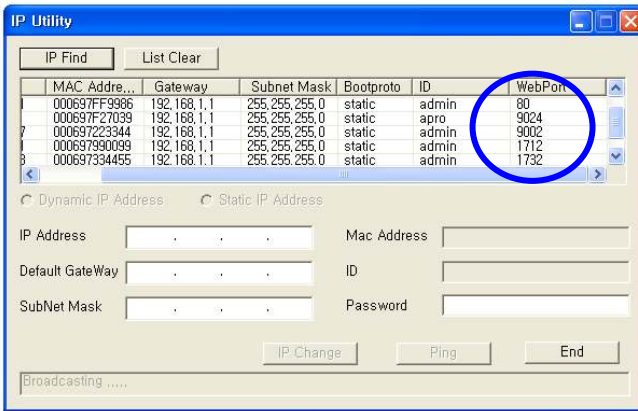 IP Utility
IP Find List Clear
MAC Addre... Gateway Subnet Mask Bootproto ID WebPort
000697FF9986 192.168.1.1 255.255.255.0 static admin 80
000697F27039 192.168.1.1 255.255.255.0 static apro 9024
7 000697223344 192.168.1.1 255.255.255.0 static admin 9002
000697990099 192.168.1.1 255.255.255.0 static admin 1712
000697334455 192.168.1.1 255.255.255.0 static admin 1732
Dynamic IP Address Static IP Address
IP Address . . . Mac Address
Default GateWay . . . ID
SubNet Mask . . . Password
IP Change Ping End
Broadcasting .....